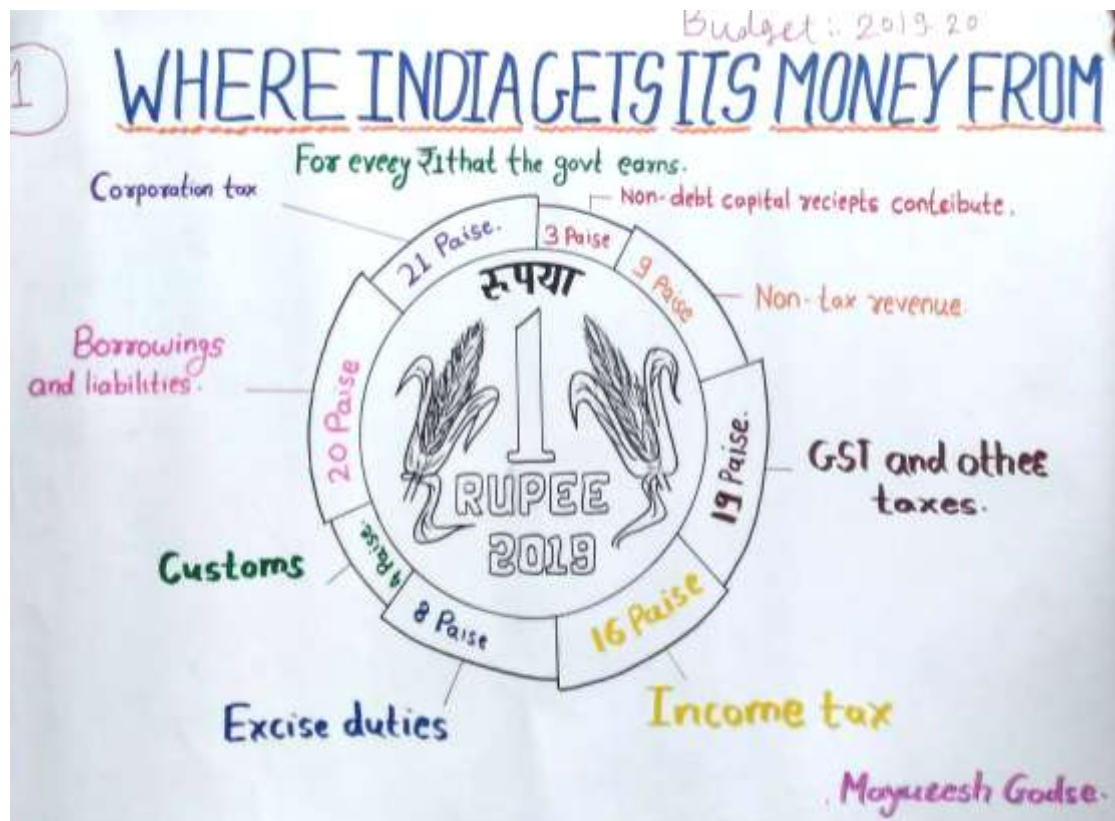 Budget: 2019-20
1
WHERE INDIA GETS ITS MONEY FROM
For every ₹1 that the govt earns.
Corporation tax
Non-debt capital reciepts contribute.
21 Paise.
3 Paise
9 Paise
Non-tax revenue.
रुपया
1
RUPEE
2019
Borrowings
and liabilities.
20 Paise
19 Paise.
GST and other
taxes.
Customs
4 Paise.
8 Paise
16 Paise
Excise duties
Income tax
Mayureesh Godse.